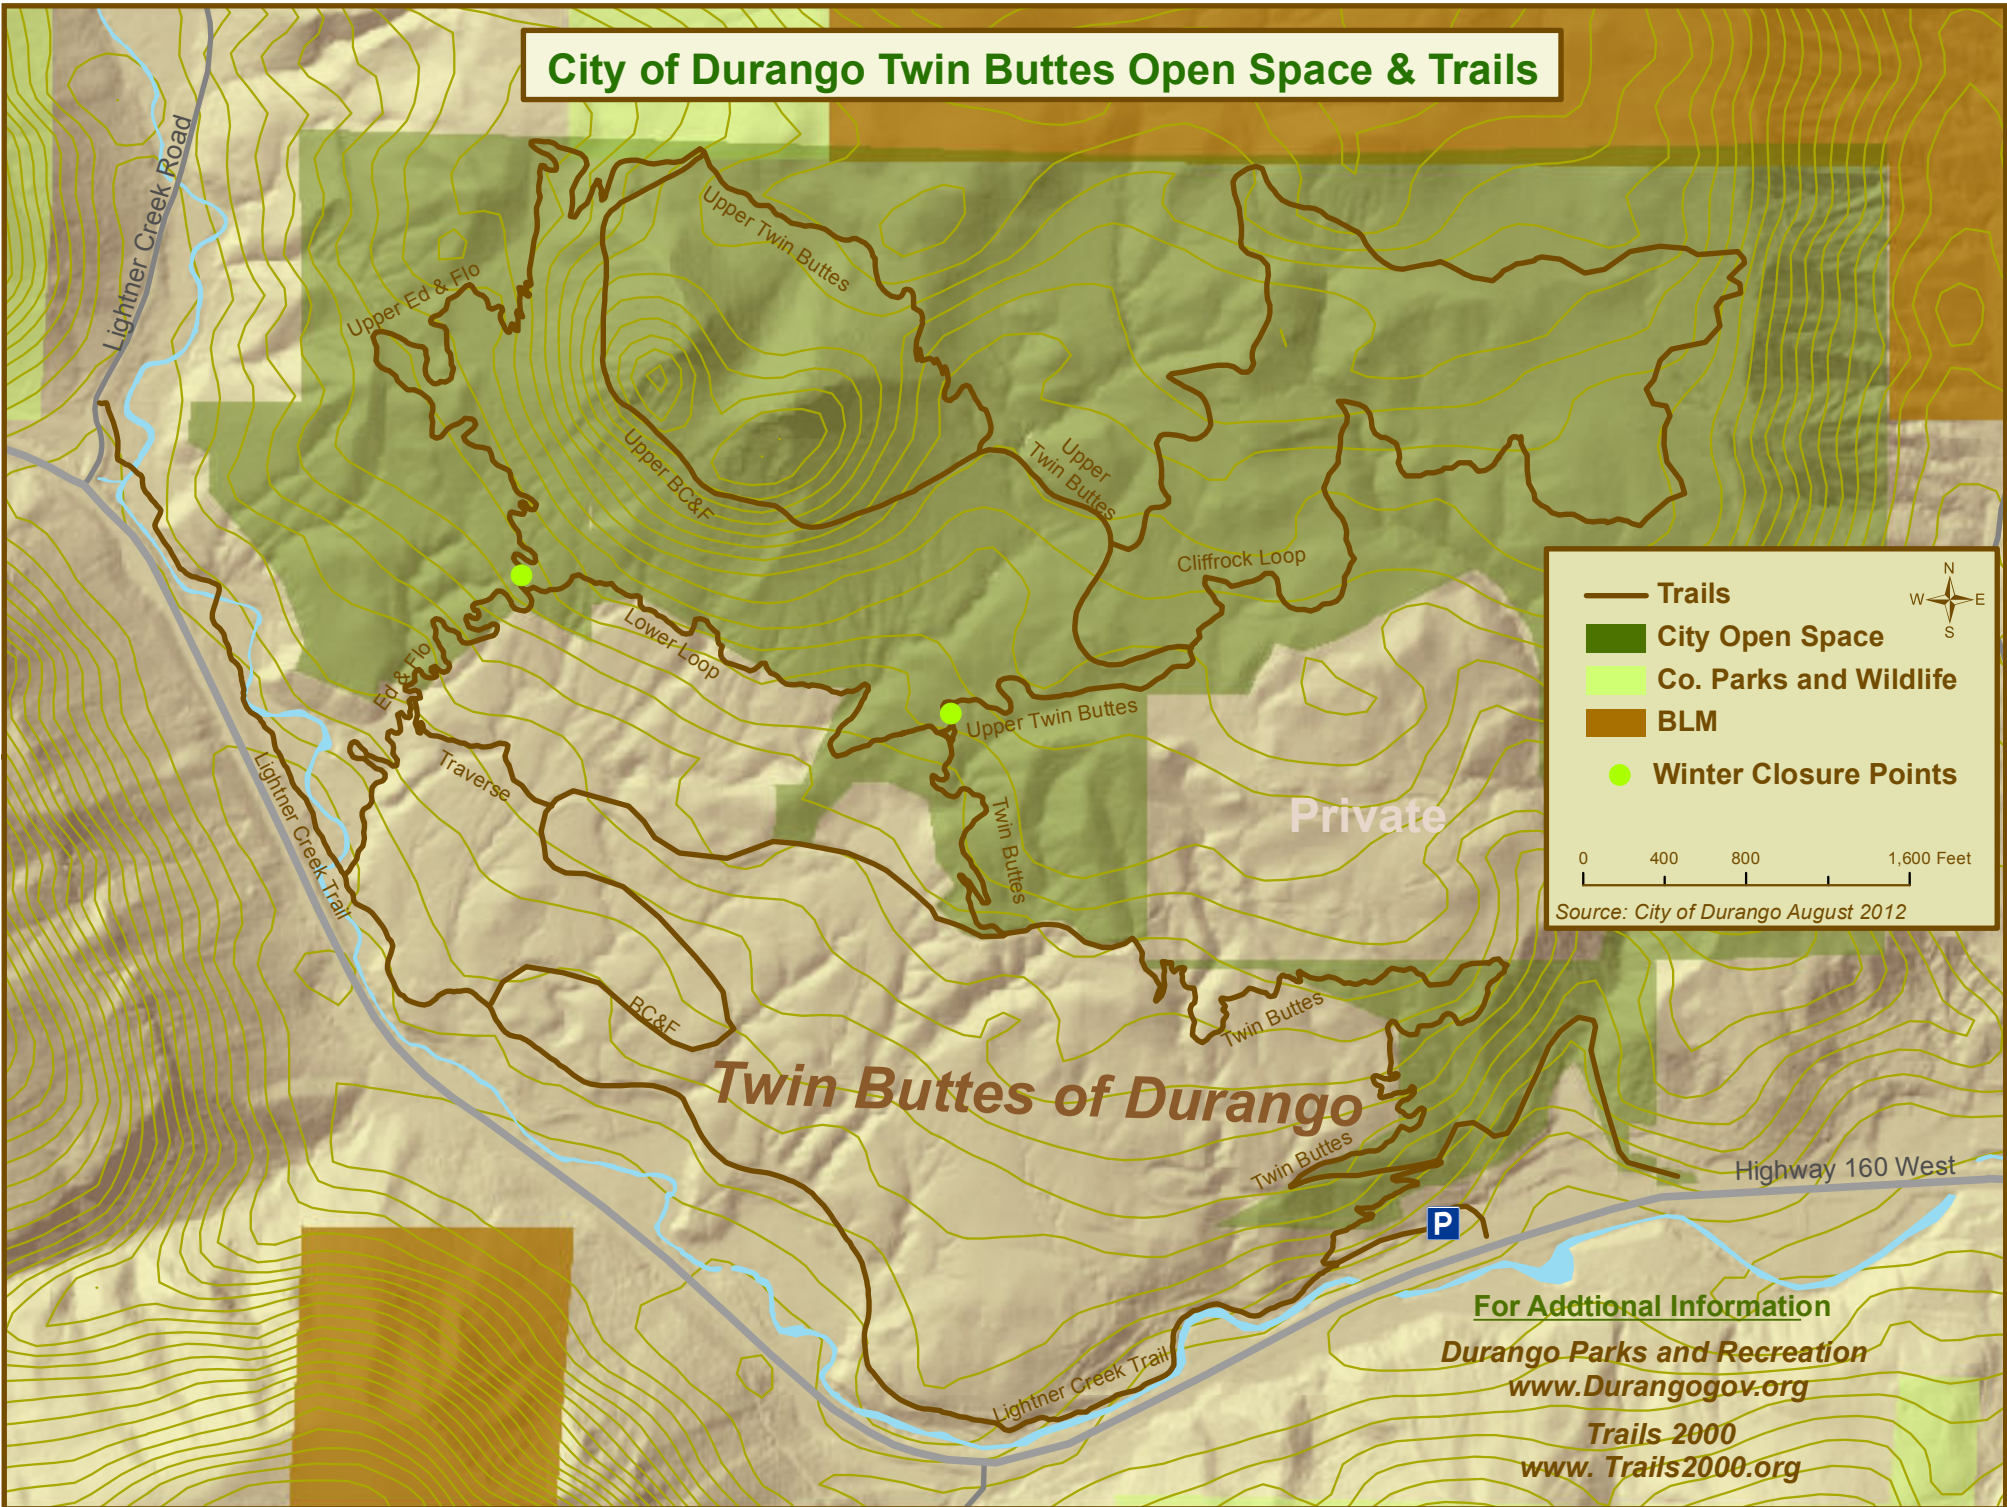 City of Durango Twin Buttes Open Space & Trails
Lightner Creek Road
Upper Twin Buttes
Upper Ed & Flo
Upper BC&F
Upper
Twin Buttes
Cliffrock Loop
Lower Loop
Ed & Flo
Upper Twin Buttes
Traverse
Lightner Creek Trail
Twin Buttes
Private
BC&F
Twin Buttes
Twin Buttes of Durango
Twin Buttes
Highway 160 West
P
Lightner Creek Trail
Trails
City Open Space
Co. Parks and Wildlife
BLM
Winter Closure Points
N
W
E
S
0 400 800 1,600 Feet
Source: City of Durango August 2012
For Addtional Information
Durango Parks and Recreation
www.Durangogov.org
Trails 2000
www. Trails2000.org